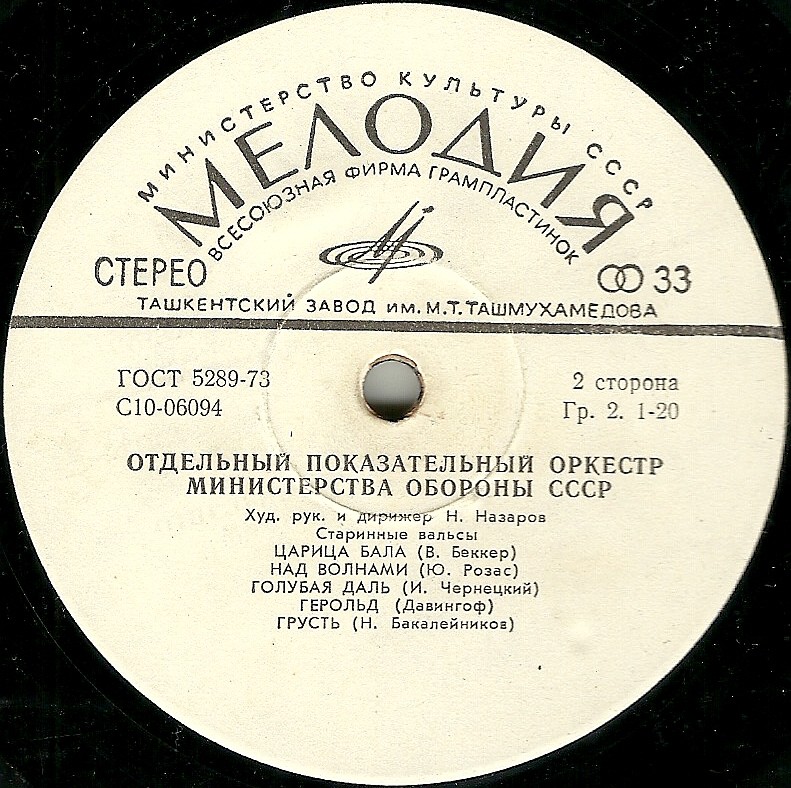 МИНИСТЕРСТВО КУЛЬТУРЫ СССР
МЕЛОДИЯ
ВСЕСОЮЗНАЯ ФИРМА ГРАМПЛАСТИНОК
СТЕРЕО
33
ТАШКЕНТСКИЙ ЗАВОД ИМ. М.Т. ТАШМУХАМЕДОВА
ГОСТ 5289-73
2 сторона
С10-06094
Гр. 2. 1-20
ОТДЕЛЬНЫЙ ПОКАЗАТЕЛЬНЫЙ ОРКЕСТР
МИНИСТЕРСТВА ОБОРОНЫ СССР
Худ. рук. и дирижер Н. Назаров
Старинные вальсы
ЦАРИЦА БАЛА (В. Беккер)
НАД ВОЛНАМИ (Ю. Розас)
ГОЛУБАЯ ДАЛЬ (И. Чернецкий)
ГЕРОЛЬД (Давингоф)
ГРУСТЬ (Н. Бакалейников)